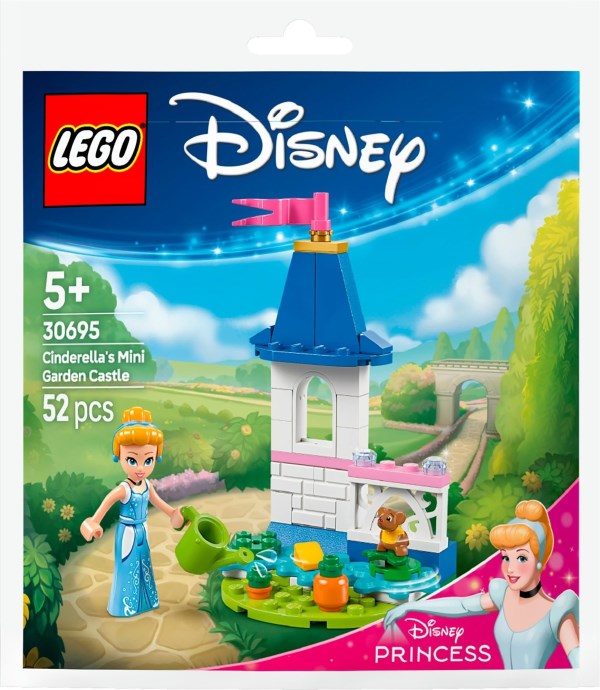 LEGO
Disney
5+
30695
Cinderella's Mini
Garden Castle
52 pcs
Disney
PRINCESS